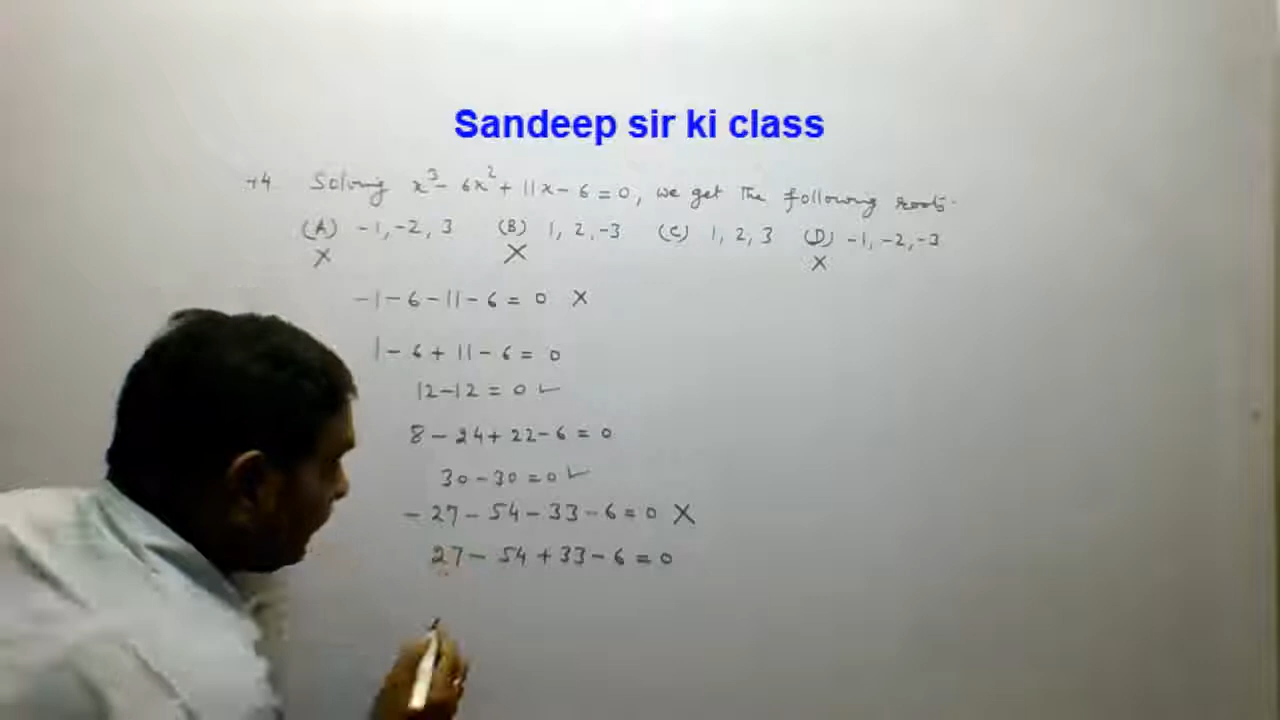 Sandeep sir ki class
74 Solving x³ - 6x² + 11x - 6 = 0, we get the following roots.
(A) -1, -2, 3 (B) 1, 2, -3 (C) 1, 2, 3 (D) -1, -2, -3
X X X
-1 - 6 - 11 - 6 = 0 X
1 - 6 + 11 - 6 = 0
12 - 12 = 0 ✓
8 - 24 + 22 - 6 = 0
30 - 30 = 0 ✓
- 27 - 54 - 33 - 6 = 0 X
27 - 54 + 33 - 6 = 0